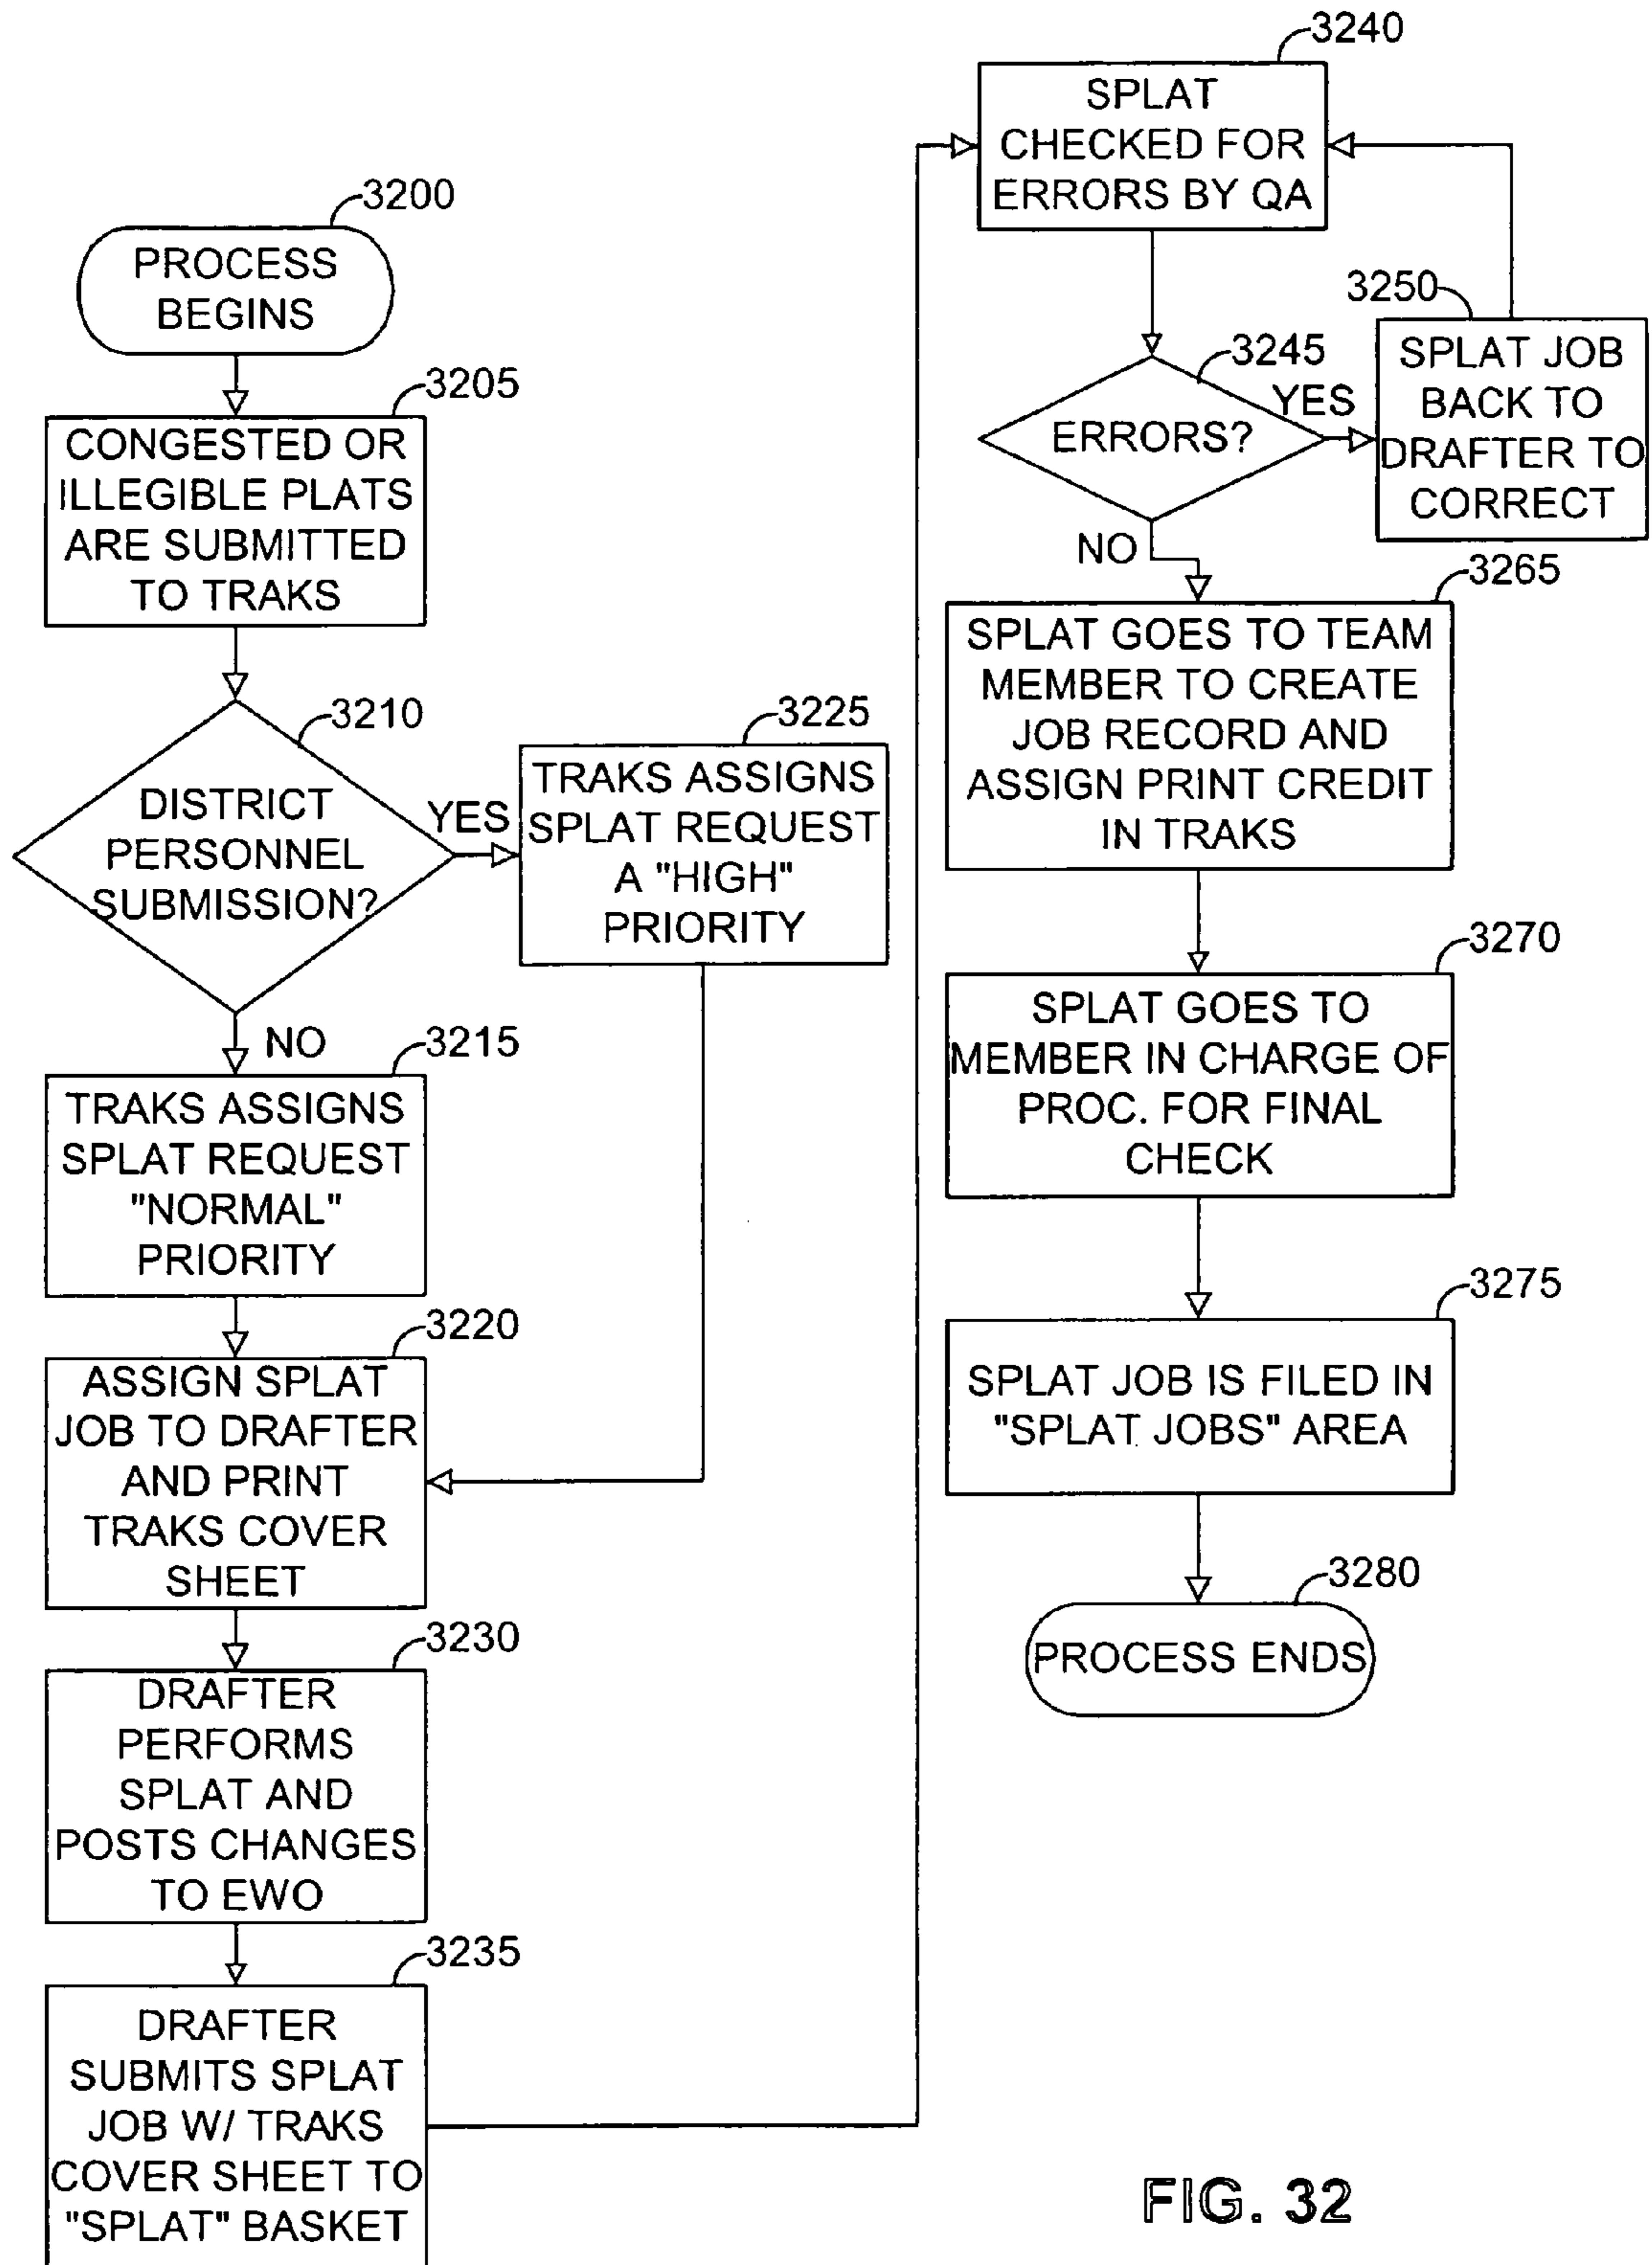 3200
PROCESS
BEGINS
3205
CONGESTED OR
ILLEGIBLE PLATS
ARE SUBMITTED
TO TRAKS
3210
DISTRICT
PERSONNEL
SUBMISSION?
YES
3225
TRAKS ASSIGNS
SPLAT REQUEST
A "HIGH"
PRIORITY
NO
3215
TRAKS ASSIGNS
SPLAT REQUEST
"NORMAL"
PRIORITY
3220
ASSIGN SPLAT
JOB TO DRAFTER
AND PRINT
TRAKS COVER
SHEET
3230
DRAFTER
PERFORMS
SPLAT AND
POSTS CHANGES
TO EWO
3235
DRAFTER
SUBMITS SPLAT
JOB W/ TRAKS
COVER SHEET TO
"SPLAT" BASKET
3240
SPLAT
CHECKED FOR
ERRORS BY QA
3245
ERRORS?
YES
3250
SPLAT JOB
BACK TO
DRAFTER TO
CORRECT
NO
3265
SPLAT GOES TO TEAM
MEMBER TO CREATE
JOB RECORD AND
ASSIGN PRINT CREDIT
IN TRAKS
3270
SPLAT GOES TO
MEMBER IN CHARGE OF
PROC. FOR FINAL
CHECK
3275
SPLAT JOB IS FILED IN
"SPLAT JOBS" AREA
3280
PROCESS ENDS
FIG. 32